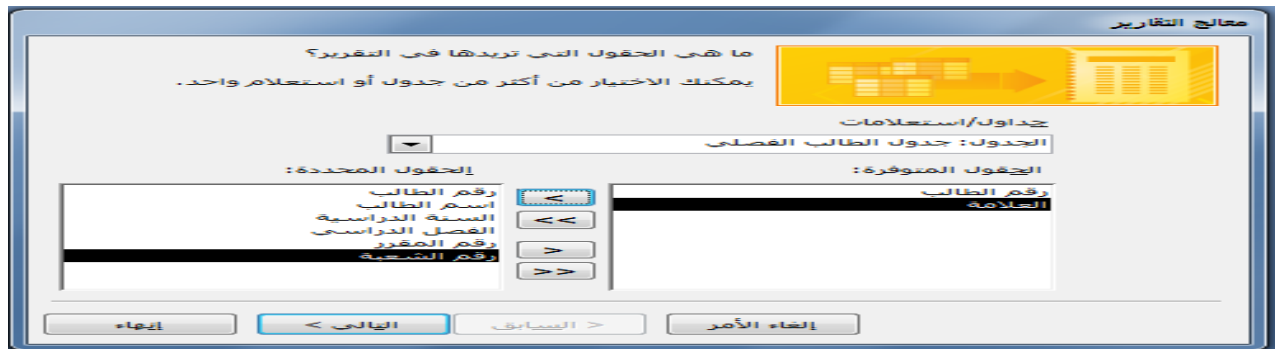 معالج التقارير
ما هي الحقول التي تريدها في التقرير؟
يمكنك الاختيار من أكثر من جدول أو استعلام واحد.
جداول/استعلامات
الجدول: جدول الطالب الفصلي
الحقول المتوفرة:
الحقول المحددة:
رقم الطالب
العلامة
>
>>
<
<<
رقم الطالب
اسم الطالب
السنة الدراسية
الفصل الدراسي
رقم المقرر
رقم الشعبة
إلغاء الأمر
< السابق
التالي >
إنهاء